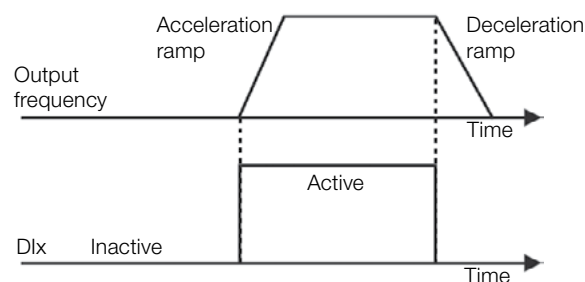 Acceleration
ramp
Deceleration
ramp
Output
frequency
Time
Active
DIx
Inactive
Time